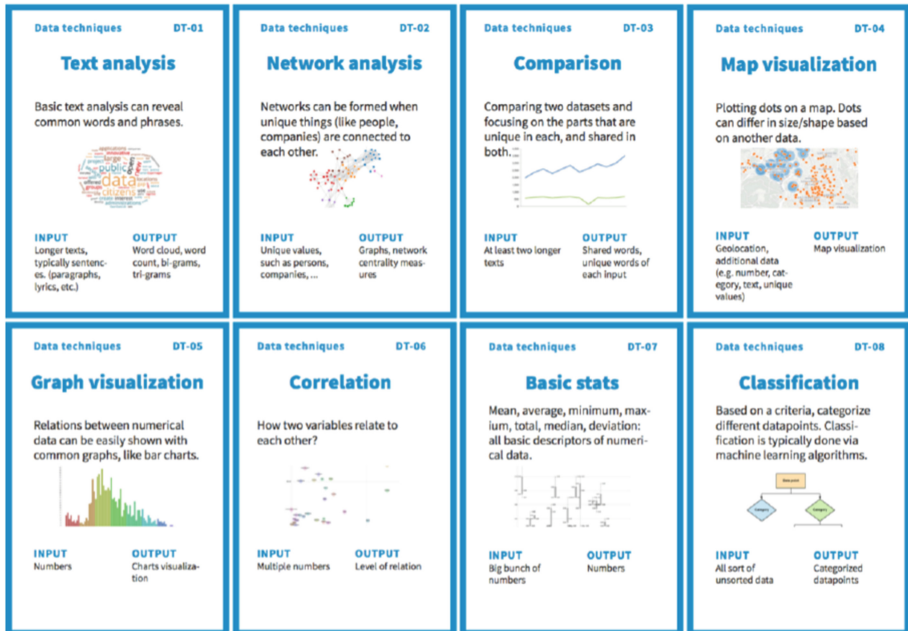 Data techniques DT-01
Text analysis
Basic text analysis can reveal
common words and phrases.
large
public
open
data
citizens
INPUT
Longer texts,
typically sentenc-
es. (paragraphs,
lyrics, etc.)
OUTPUT
Word cloud, word
count, bi-grams,
tri-grams
Data techniques DT-02
Network analysis
Networks can be formed when
unique things (like people,
companies) are connected to
each other.
INPUT
Unique values,
such as persons,
companies, ...
OUTPUT
Graphs, network
centrality meas-
ures
Data techniques DT-03
Comparison
Comparing two datasets and
focusing on the parts that are
unique in each, and shared in
both.
INPUT
At least two longer
texts
OUTPUT
Shared words,
unique words of
each input
Data techniques DT-04
Map visualization
Plotting dots on a map. Dots
can differ in size/shape based
on another data.
INPUT
Geolocation,
additional data
(e.g. number, cat-
egory, text, unique
values)
OUTPUT
Map visualization
Data techniques DT-05
Graph visualization
Relations between numerical
data can be easily shown with
common graphs, like bar charts.
INPUT
Numbers
OUTPUT
Charts visualiza-
tion
Data techniques DT-06
Correlation
How two variables relate to
each other?
INPUT
Multiple numbers
OUTPUT
Level of relation
Data techniques DT-07
Basic stats
Mean, average, minimum, max-
ium, total, median, deviation:
all basic descriptors of numeri-
cal data.
INPUT
Big bunch of
numbers
OUTPUT
Numbers
Data techniques DT-08
Classification
Based on a criteria, categorize
different datapoints. Classi-
fication is typically done via
machine learning algorithms.
Category
Category
INPUT
All sort of
unsorted data
OUTPUT
Categorized
datapoints